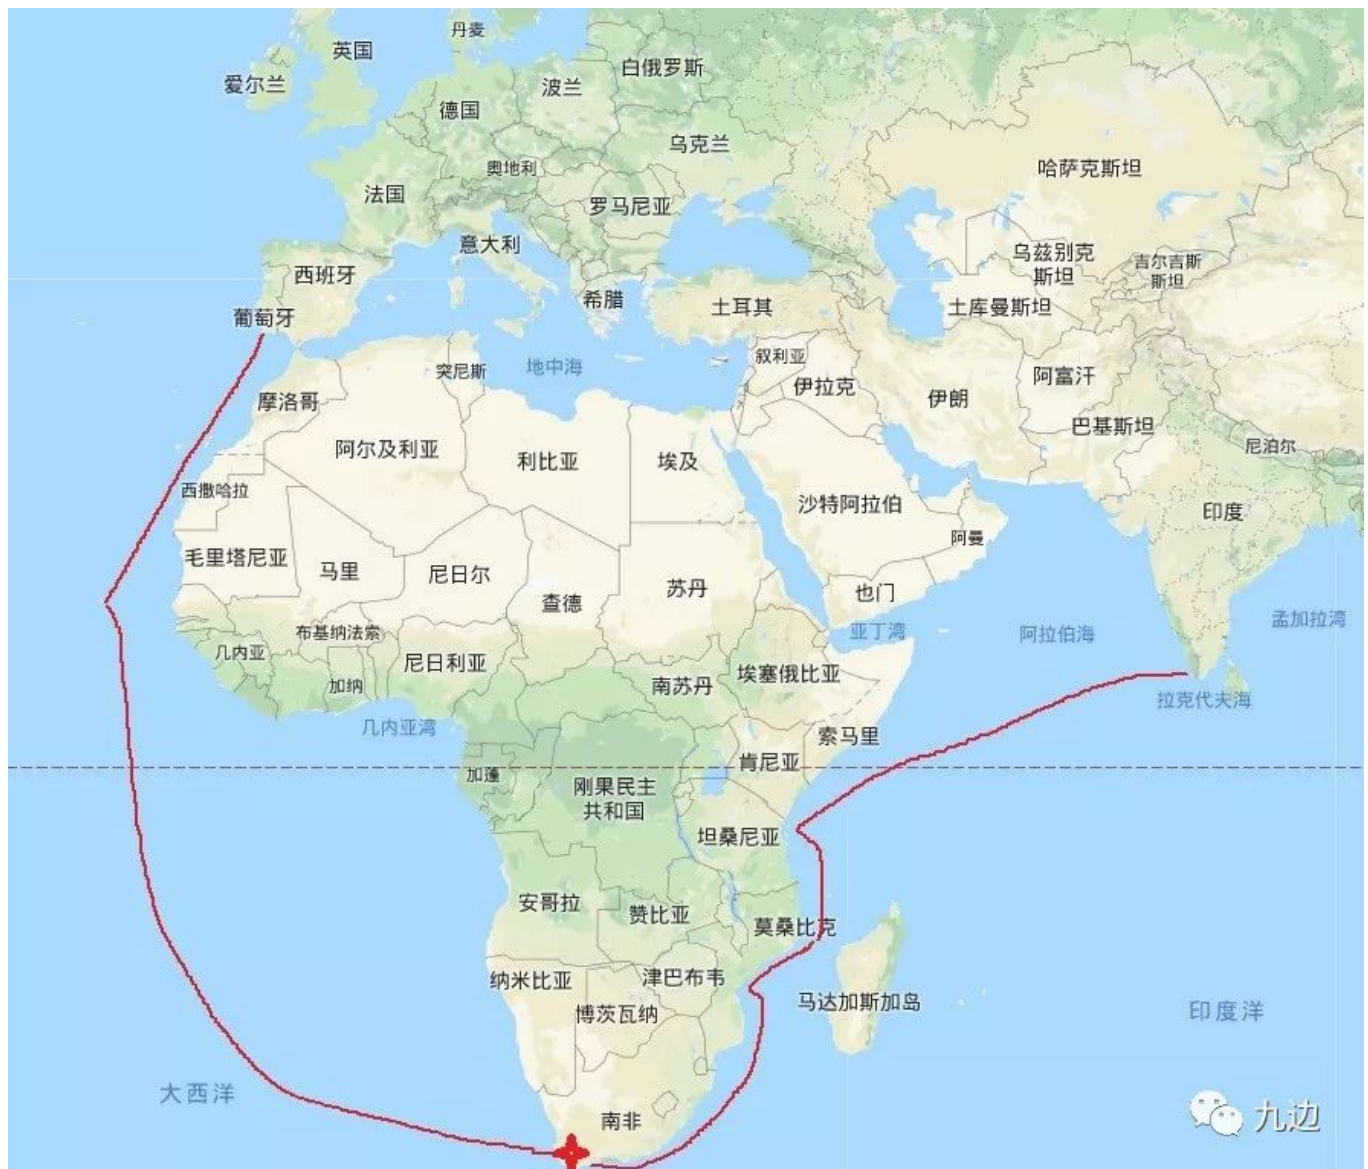 丹麦
英国
白俄罗斯
爱尔兰
波兰
德国
乌克兰
奥地利
哈萨克斯坦
法国
罗马尼亚
意大利
乌兹别克
斯坦
吉尔吉斯
斯坦
西班牙
希腊
土耳其
土库曼斯坦
葡萄牙
叙利亚
地中海
突尼斯
伊拉克
阿富汗
伊朗
摩洛哥
巴基斯坦
尼泊尔
阿尔及利亚
利比亚
埃及
西撒哈拉
沙特阿拉伯
印度
阿曼
毛里塔尼亚
马里
尼日尔
查德
苏丹
也门
孟加拉湾
布基纳法索
亚丁湾
阿拉伯海
几内亚
尼日利亚
埃塞俄比亚
加纳
南苏丹
拉克代夫海
几内亚湾
索马里
肯尼亚
加蓬
刚果民主
共和国
坦桑尼亚
安哥拉
赞比亚
莫桑比克
纳米比亚
津巴布韦
马达加斯加岛
博茨瓦纳
印度洋
大西洋
南非
九边